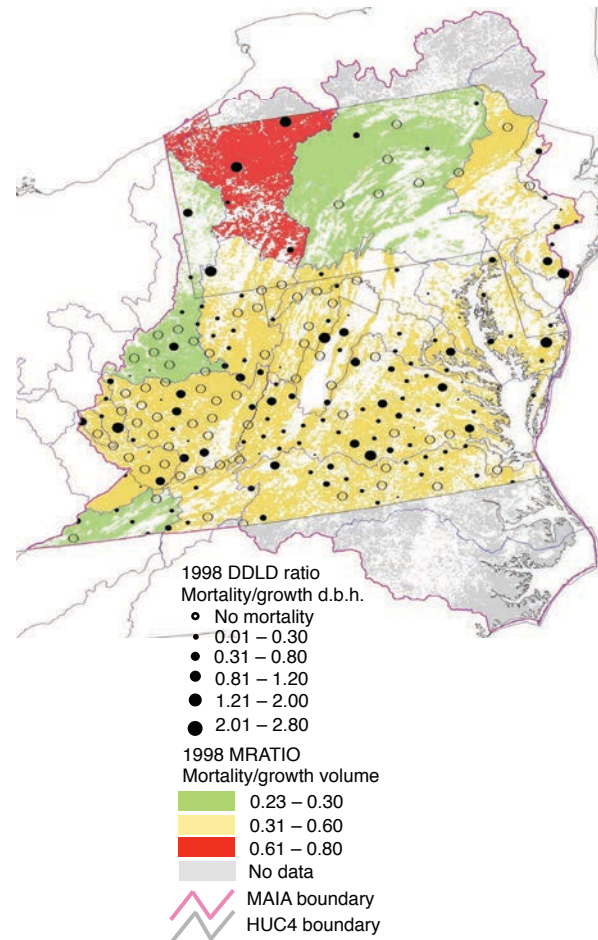 1998 DDLD ratio
Mortality/growth d.b.h.
No mortality
0.01 – 0.30
0.31 – 0.80
0.81 – 1.20
1.21 – 2.00
2.01 – 2.80
1998 MRATIO
Mortality/growth volume
0.23 – 0.30
0.31 – 0.60
0.61 – 0.80
No data
MAIA boundary
HUC4 boundary